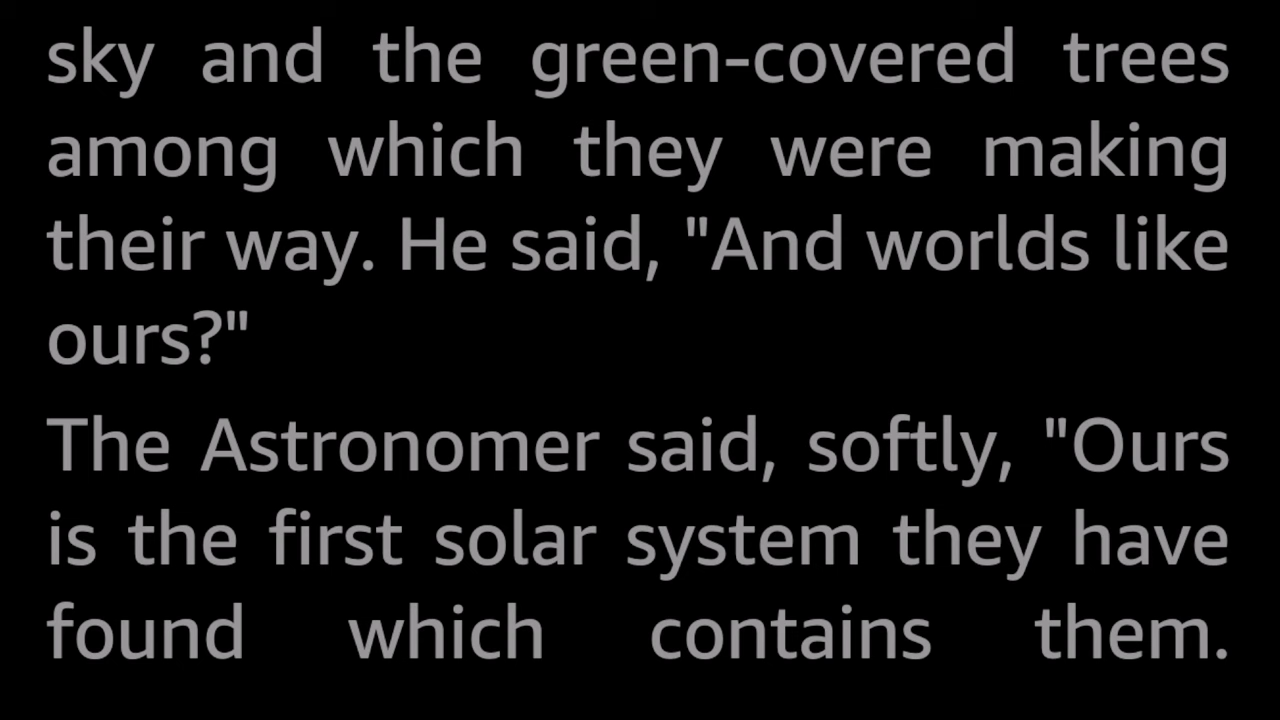 sky and the green-covered trees
among which they were making
their way. He said, "And worlds like
ours?"
The Astronomer said, softly, "Ours
is the first solar system they have
found which contains them.